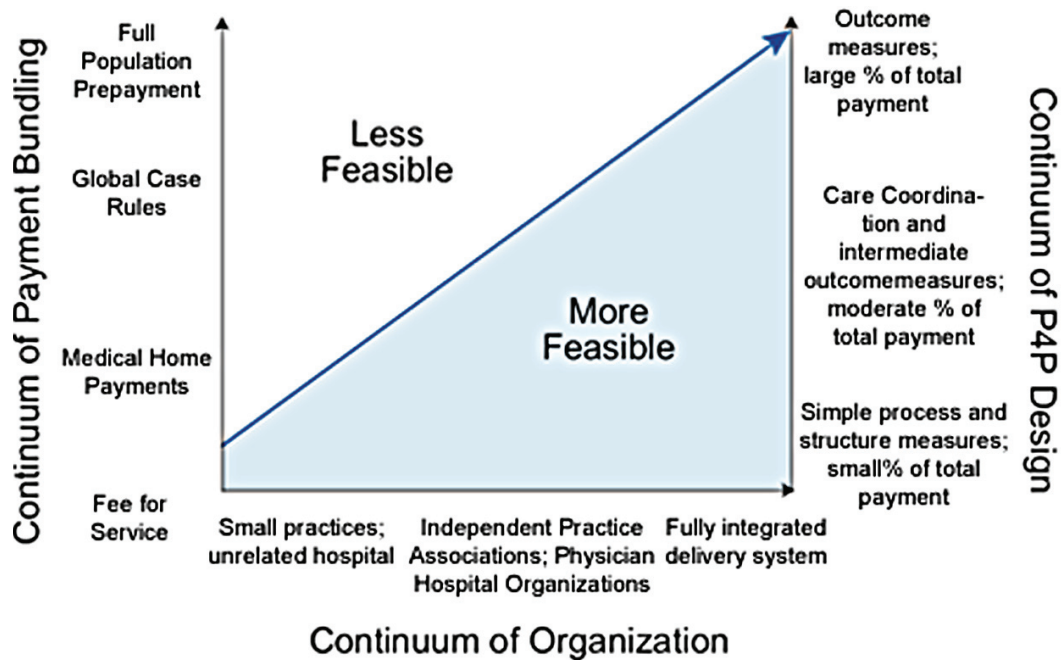 Continuum of Payment Bundling
Full
Population
Prepayment
Global Case
Rules
Medical Home
Payments
Fee for
Service
Less
Feasible
More
Feasible
Outcome
measures;
large % of total
payment
Care Coordina-
tion and
intermediate
outcomemeasures;
moderate % of
total payment
Simple process and
structure measures;
small% of total
payment
Continuum of P4P Design
Small practices;
unrelated hospital
Independent Practice
Associations; Physician
Hospital Organizations
Fully integrated
delivery system
Continuum of Organization